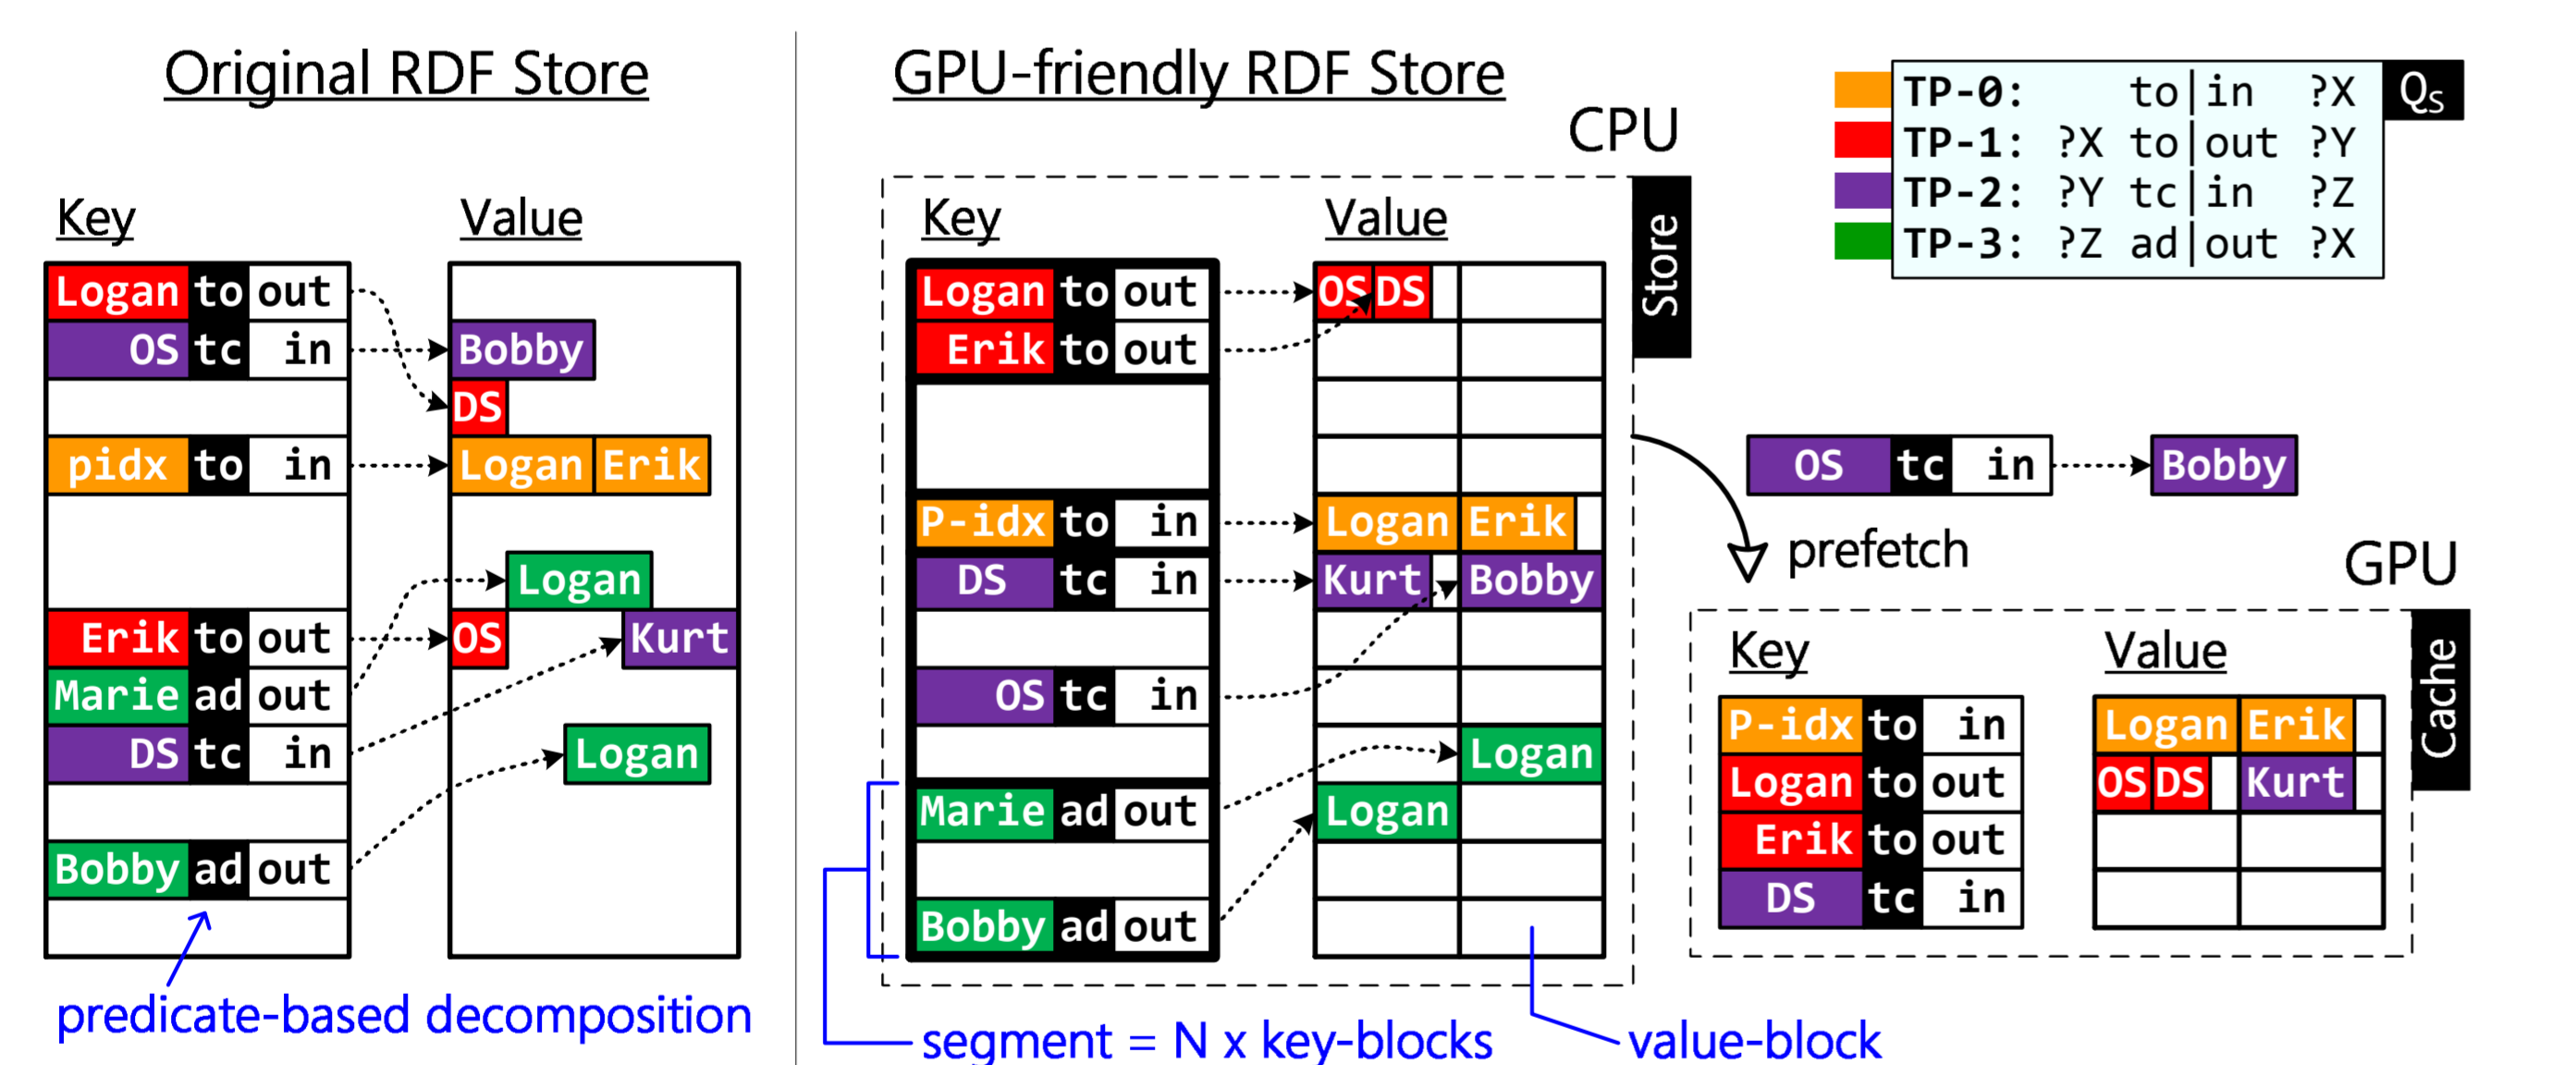 Original RDF Store
Key Value
Logan to out
OS tc in
Bobby
DS
pidx to in
Logan Erik
Logan
Erik to out
OS Kurt
Marie ad out
DS tc in
Logan
Bobby ad out
predicate-based decomposition
GPU-friendly RDF Store
CPU
Store
Key Value
Logan to out
OS DS
Erik to out
P-idx to in
Logan Erik
DS tc in
Kurt Bobby
OS tc in
Logan
Marie ad out
Logan
Bobby ad out
segment = N x key-blocks
value-block
QS
TP-0: to|in ?X
TP-1: ?X to|out ?Y
TP-2: ?Y tc|in ?Z
TP-3: ?Z ad|out ?X
OS tc in
Bobby
prefetch
GPU
Cache
Key Value
P-idx to in
Logan Erik
Logan to out
OS DS Kurt
Erik to out
DS tc in